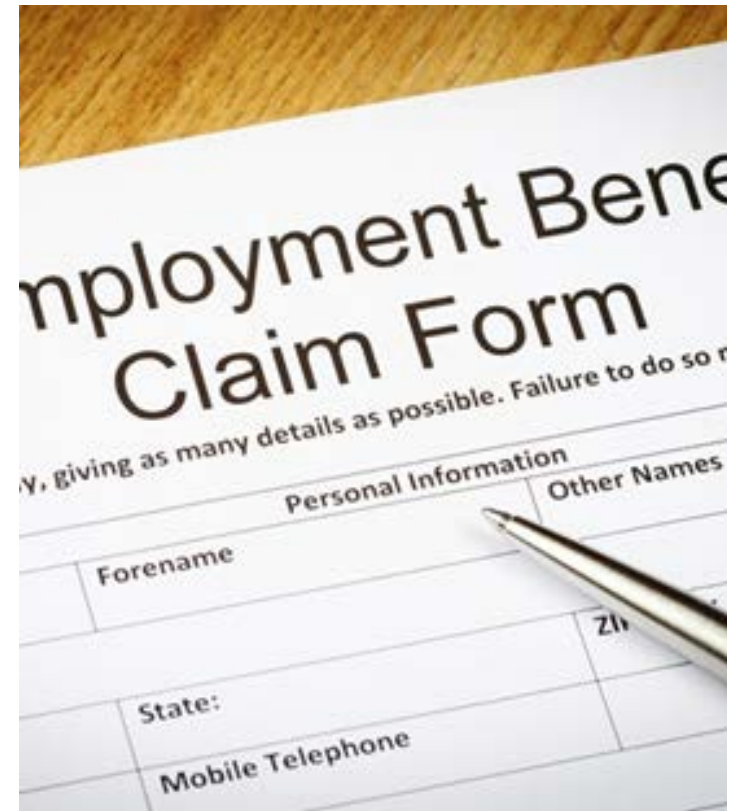 mployment Bene
Claim Form
y, giving as many details as possible. Failure to do so
Personal Information
Forename
Other Names
ZI
State:
Mobile Telephone